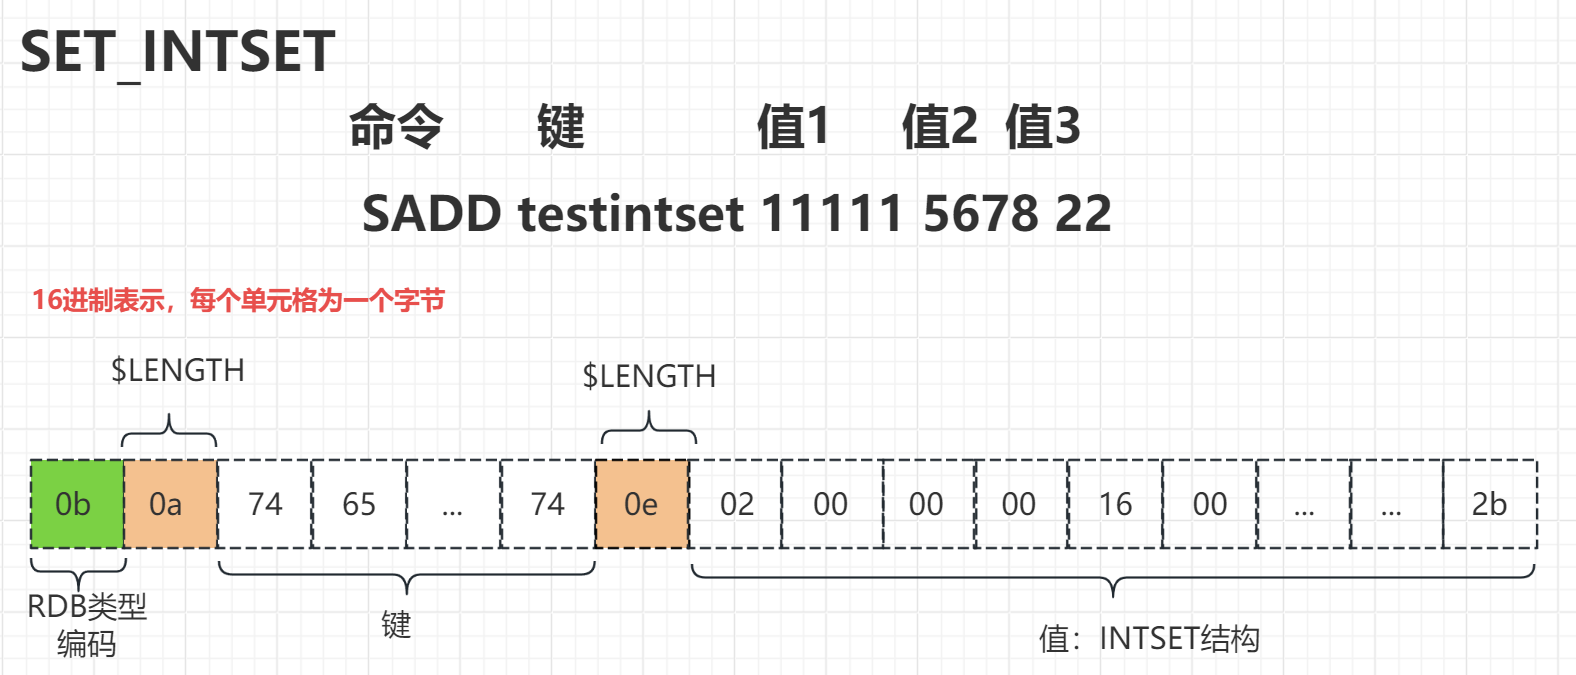 SET_INTSET
命令 键 值1 值2 值3
SADD testintset 11111 5678 22
16进制表示，每个单元格为一个字节
$LENGTH $LENGTH
0b 0a 74 65 ... 74 0e 02 00 00 00 16 00 ... ... 2b
RDB类型
编码
键
值：INTSET结构